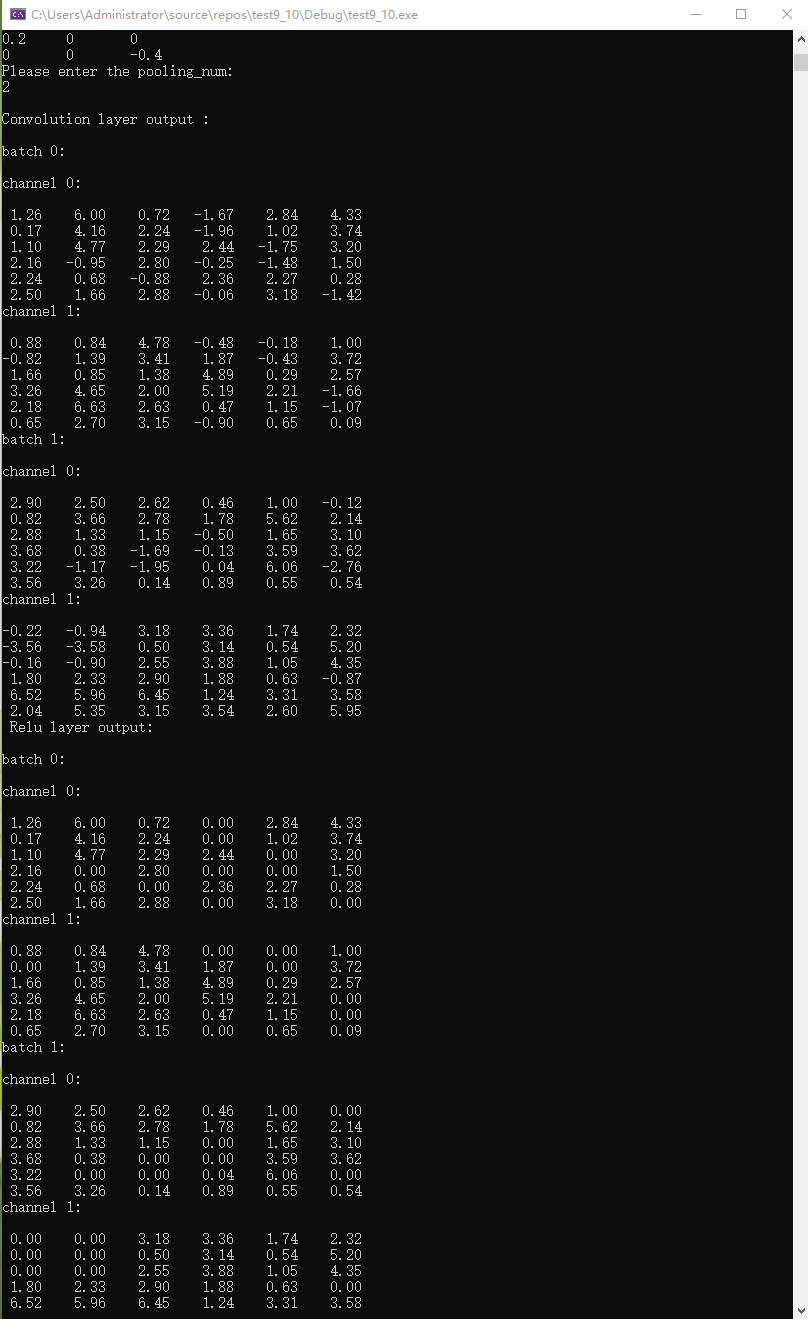 C:\Users\Administrator\source\repos\test9_10\Debug\test9_10.exe
0.2 0 0
0 0 -0.4
Please enter the pooling_num:
2
Convolution layer output :
batch 0:
channel 0:
1.26 6.00 0.72 -1.67 2.84 4.33
0.17 4.16 2.24 -1.96 1.02 3.74
1.10 4.77 2.29 2.44 -1.75 3.20
2.16 -0.95 2.80 -0.25 -1.48 1.50
2.24 0.68 -0.88 2.36 2.27 0.28
2.50 1.66 2.88 -0.06 3.18 -1.42
channel 1:
0.88 0.84 4.78 -0.48 -0.18 1.00
-0.82 1.39 3.41 1.87 -0.43 3.72
1.66 0.85 1.38 4.89 0.29 2.57
3.26 4.65 2.00 5.19 2.21 -1.66
2.18 6.63 2.63 0.47 1.15 -1.07
0.65 2.70 3.15 -0.90 0.65 0.09
batch 1:
channel 0:
2.90 2.50 2.62 0.46 1.00 -0.12
0.82 3.66 2.78 1.78 5.62 2.14
2.88 1.33 1.15 -0.50 1.65 3.10
3.68 0.38 -1.69 -0.13 3.59 3.62
3.22 -1.17 -1.95 0.04 6.06 -2.76
3.56 3.26 0.14 0.89 0.55 0.54
channel 1:
-0.22 -0.94 3.18 3.36 1.74 2.32
-3.56 -3.58 0.50 3.14 0.54 5.20
-0.16 -0.90 2.55 3.88 1.05 4.35
1.80 2.33 2.90 1.88 0.63 -0.87
6.52 5.96 6.45 1.24 3.31 3.58
2.04 5.35 3.15 3.54 2.60 5.95
Relu layer output:
batch 0:
channel 0:
1.26 6.00 0.72 0.00 2.84 4.33
0.17 4.16 2.24 0.00 1.02 3.74
1.10 4.77 2.29 2.44 0.00 3.20
2.16 0.00 2.80 0.00 0.00 1.50
2.24 0.68 0.00 2.36 2.27 0.28
2.50 1.66 2.88 0.00 3.18 0.00
channel 1:
0.88 0.84 4.78 0.00 0.00 1.00
0.00 1.39 3.41 1.87 0.00 3.72
1.66 0.85 1.38 4.89 0.29 2.57
3.26 4.65 2.00 5.19 2.21 0.00
2.18 6.63 2.63 0.47 1.15 0.00
0.65 2.70 3.15 0.00 0.65 0.09
batch 1:
channel 0:
2.90 2.50 2.62 0.46 1.00 0.00
0.82 3.66 2.78 1.78 5.62 2.14
2.88 1.33 1.15 0.00 1.65 3.10
3.68 0.38 0.00 0.00 3.59 3.62
3.22 0.00 0.00 0.04 6.06 0.00
3.56 3.26 0.14 0.89 0.55 0.54
channel 1:
0.00 0.00 3.18 3.36 1.74 2.32
0.00 0.00 0.50 3.14 0.54 5.20
0.00 0.00 2.55 3.88 1.05 4.35
1.80 2.33 2.90 1.88 0.63 0.00
6.52 5.96 6.45 1.24 3.31 3.58